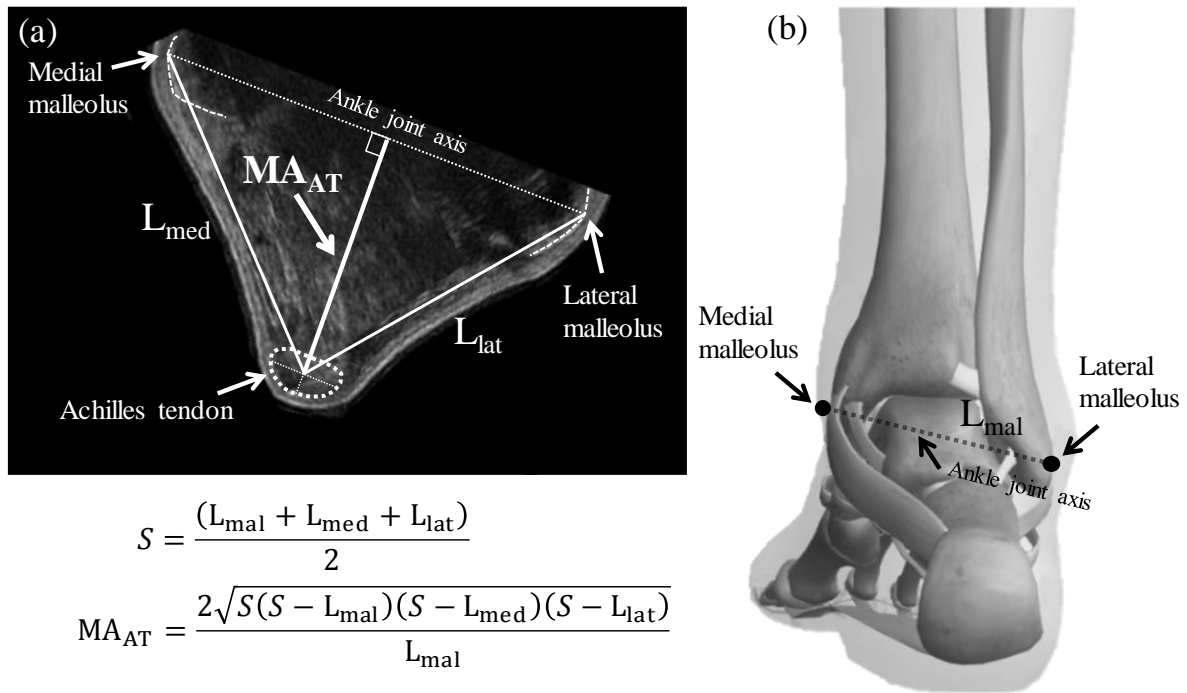 (a)
Medial
malleolus
Ankle joint axis
MA_AT
L_med
Lateral
malleolus
L_lat
Achilles tendon
S = (L_mal + L_med + L_lat) / 2
MA_AT = 2√(S(S − L_mal)(S − L_med)(S − L_lat)) / L_mal
(b)
Medial
malleolus
Lateral
malleolus
L_mal
Ankle joint axis